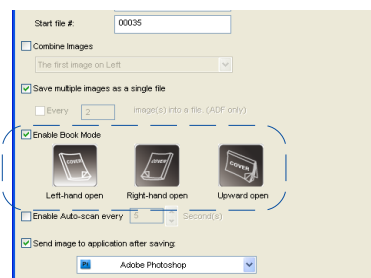 Start file #: 00035
Combine Images
The first image on Left
Save multiple images as a single file
Every 2 image(s) into a file. (ADF only)
Enable Book Mode
COVER COVER COVER
Left-hand open Right-hand open Upward open
Enable Auto-scan every 5 Second(s)
Send image to application after saving:
Ps Adobe Photoshop